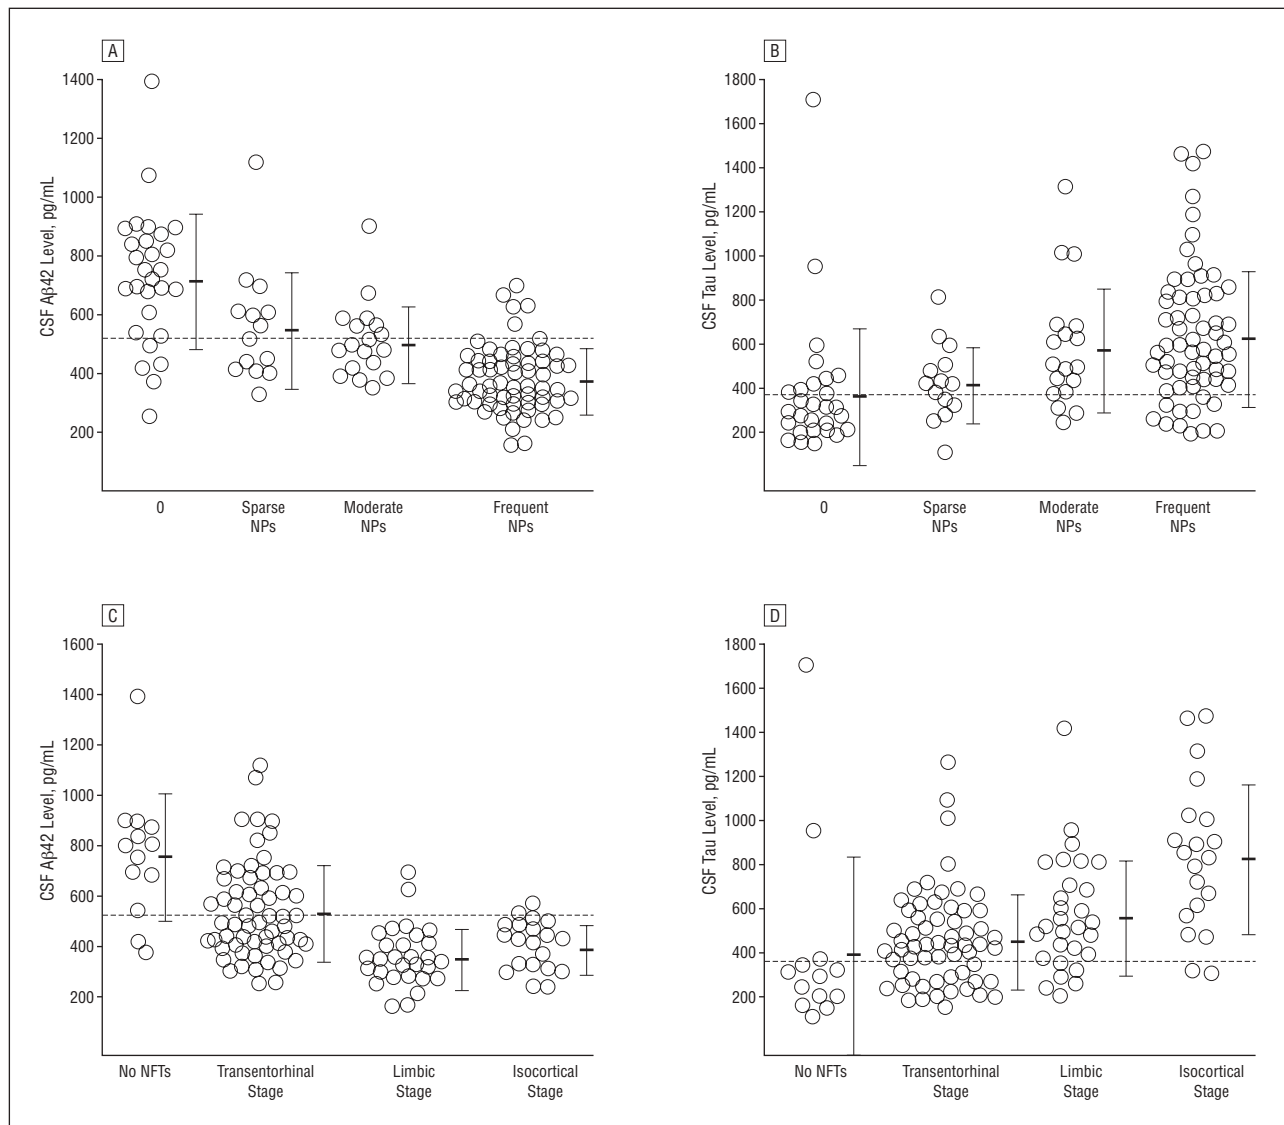 A
CSF Aβ42 Level, pg/mL
1400
1200
1000
800
600
400
200
0
Sparse
NPs
Moderate
NPs
Frequent
NPs
B
CSF Tau Level, pg/mL
1800
1600
1400
1200
1000
800
600
400
200
0
Sparse
NPs
Moderate
NPs
Frequent
NPs
C
CSF Aβ42 Level, pg/mL
1600
1400
1200
1000
800
600
400
200
No NFTs
Transentorhinal
Stage
Limbic
Stage
Isocortical
Stage
D
CSF Tau Level, pg/mL
1800
1600
1400
1200
1000
800
600
400
200
No NFTs
Transentorhinal
Stage
Limbic
Stage
Isocortical
Stage